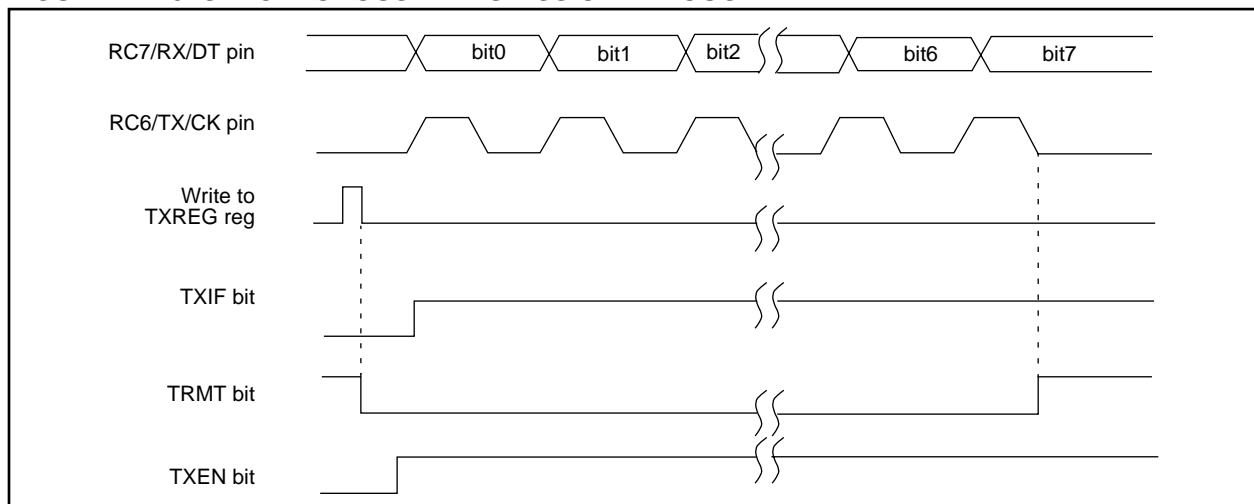 RC7/RX/DT pin
bit0 bit1 bit2 bit6 bit7
RC6/TX/CK pin
Write to
TXREG reg
TXIF bit
TRMT bit
TXEN bit